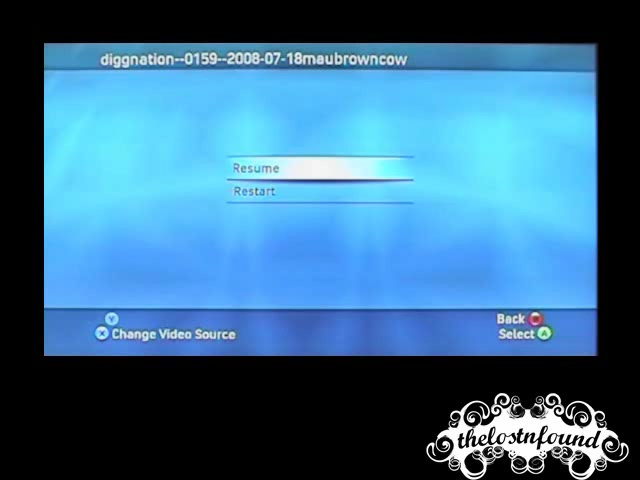 diggnation--0159--2008-07-18maubrowncow
Resume
Restart
Y
X Change Video Source
Back B
Select A
thelostnfound